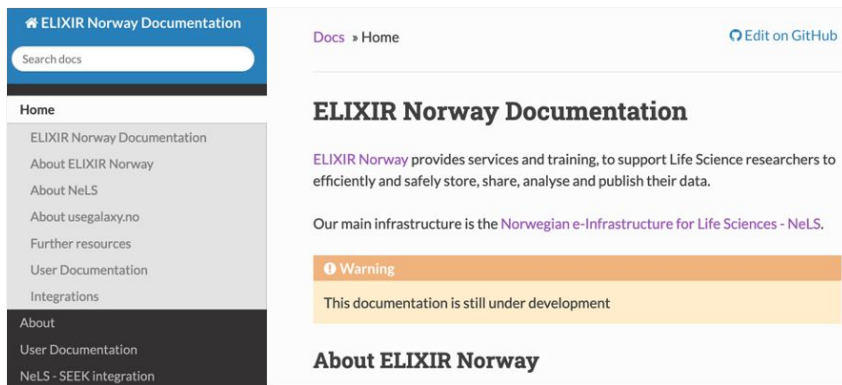 ELIXIR Norway Documentation
Search docs
Home
ELIXIR Norway Documentation
About ELIXIR Norway
About NeLS
About usegalaxy.no
Further resources
User Documentation
Integrations
About
User Documentation
NeLS - SEEK integration
Docs » Home
Edit on GitHub
ELIXIR Norway Documentation
ELIXIR Norway provides services and training, to support Life Science researchers to
efficiently and safely store, share, analyse and publish their data.
Our main infrastructure is the Norwegian e-Infrastructure for Life Sciences - NeLS.
Warning
This documentation is still under development
About ELIXIR Norway